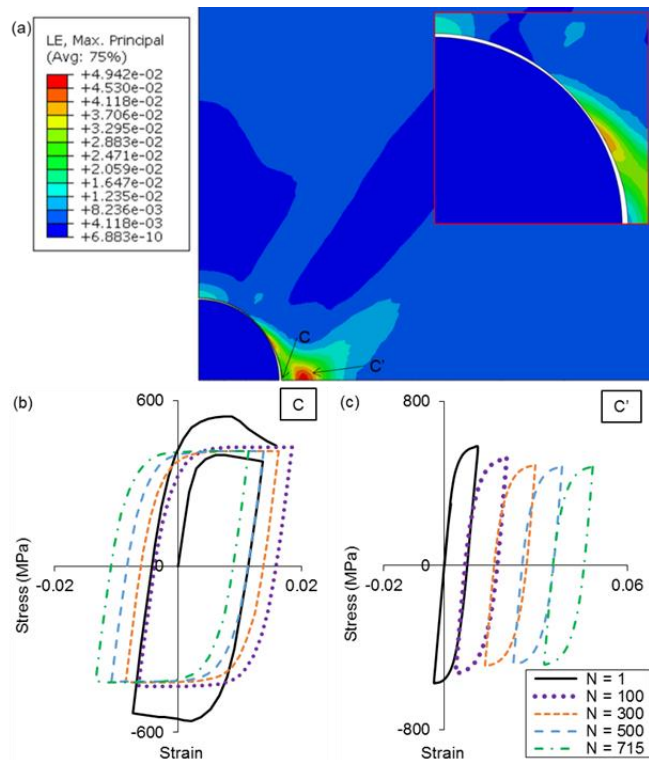 (a)
LE, Max. Principal
(Avg: 75%)
+4.942e-02
+4.530e-02
+4.118e-02
+3.706e-02
+3.295e-02
+2.883e-02
+2.471e-02
+2.059e-02
+1.647e-02
+1.235e-02
+8.236e-03
+4.118e-03
+6.883e-10
C
C'
(b)
600
C
(c)
800
C'
Stress (MPa)
0
-0.02
0.02
-600
Strain
Stress (MPa)
0
-0.02
0.06
-800
Strain
N = 1
N = 100
N = 300
N = 500
N = 715